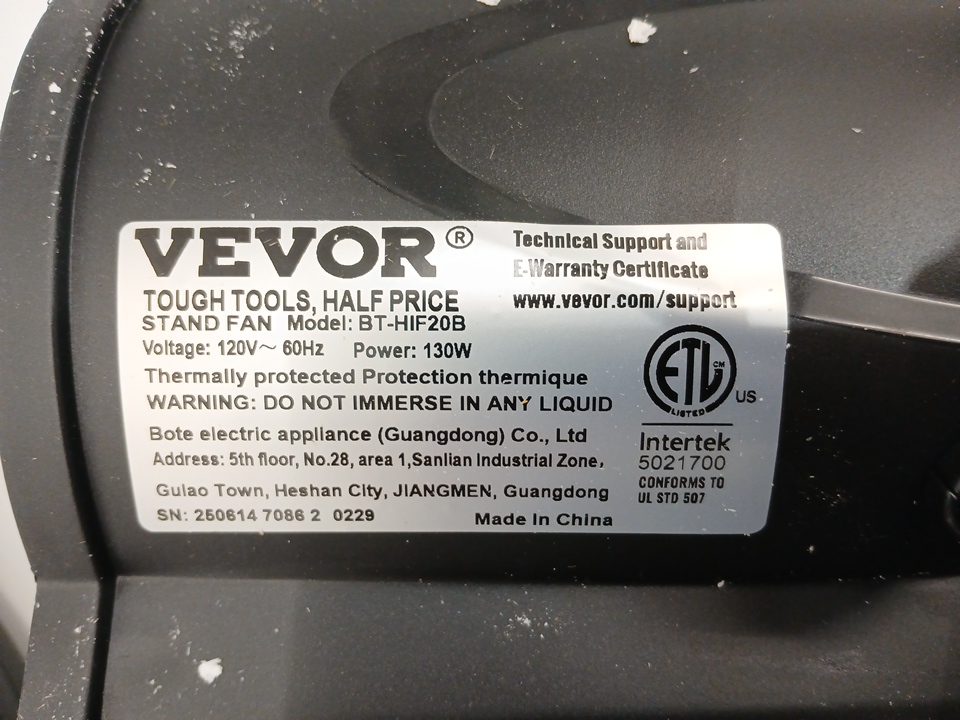 VEVOR®
TOUGH TOOLS, HALF PRICE
STAND FAN Model: BT-HIF20B
Voltage: 120V~ 60Hz Power: 130W
Thermally protected Protection thermique
WARNING: DO NOT IMMERSE IN ANY LIQUID
Bote electric appliance (Guangdong) Co., Ltd
Address: 5th floor, No.28, area 1,Sanlian Industrial Zone,
Gulao Town, Heshan City, JIANGMEN, Guangdong
SN: 250614 7086 2 0229
Made In China
Technical Support and
E-Warranty Certificate
www.vevor.com/support
ETL CM
LISTED
US
Intertek
5021700
CONFORMS TO
UL STD 507